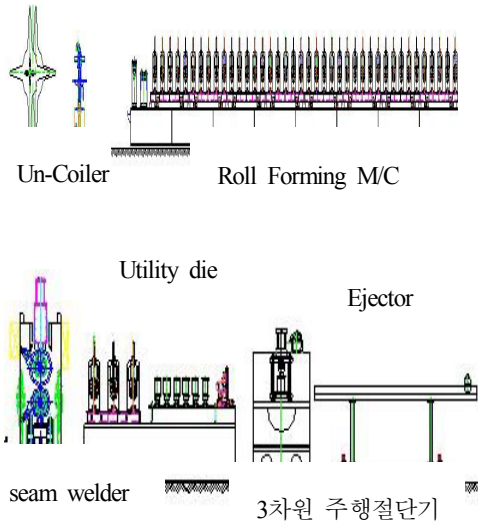 Un-Coiler
Roll Forming M/C
Utility die
Ejector
seam welder
3차원 주행절단기